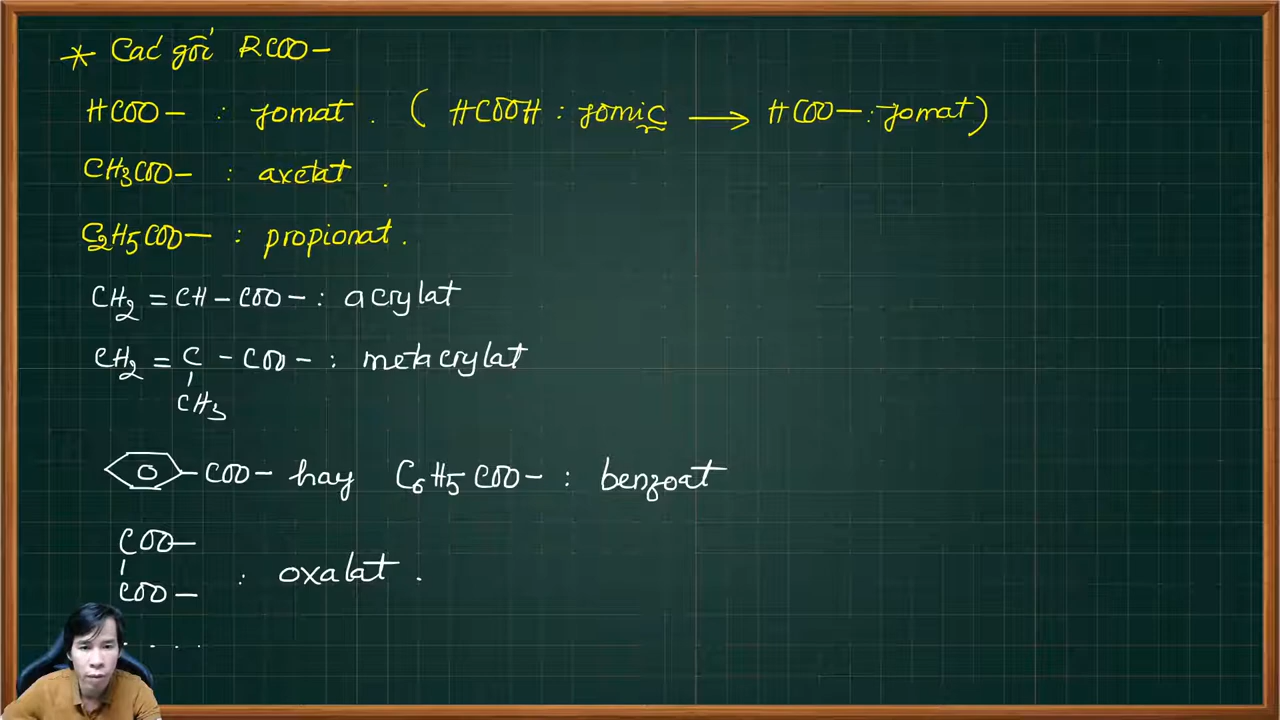 * Các gốc RCOO–
HCOO– : fomat. ( HCOOH : fomic → HCOO– : fomat)
CH3COO– : axetat.
C2H5COO– : propionat.
CH2 = CH – COO– : acrylat
CH2 = C – COO– : metacrylat
CH3
–COO– hay C6H5COO– : benzoat
COO–
: oxalat.
COO–
....